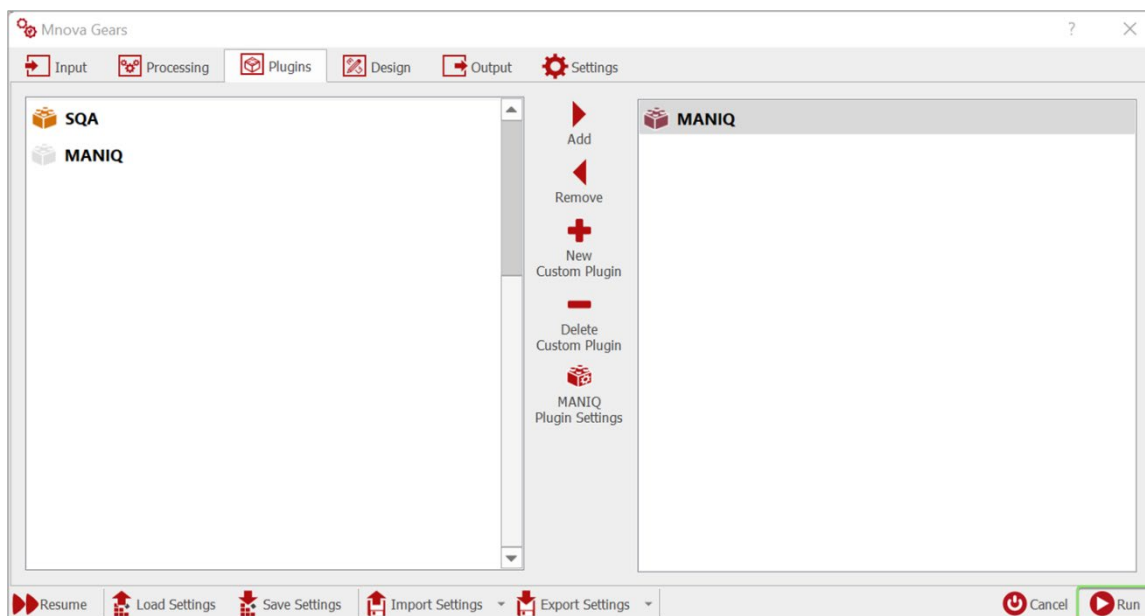 Mnova Gears
?
Input
Processing
Plugins
Design
Output
Settings
SQA
MANIQ
Add
Remove
New
Custom Plugin
Delete
Custom Plugin
MANIQ
Plugin Settings
MANIQ
Resume
Load Settings
Save Settings
Import Settings
Export Settings
Cancel
Run